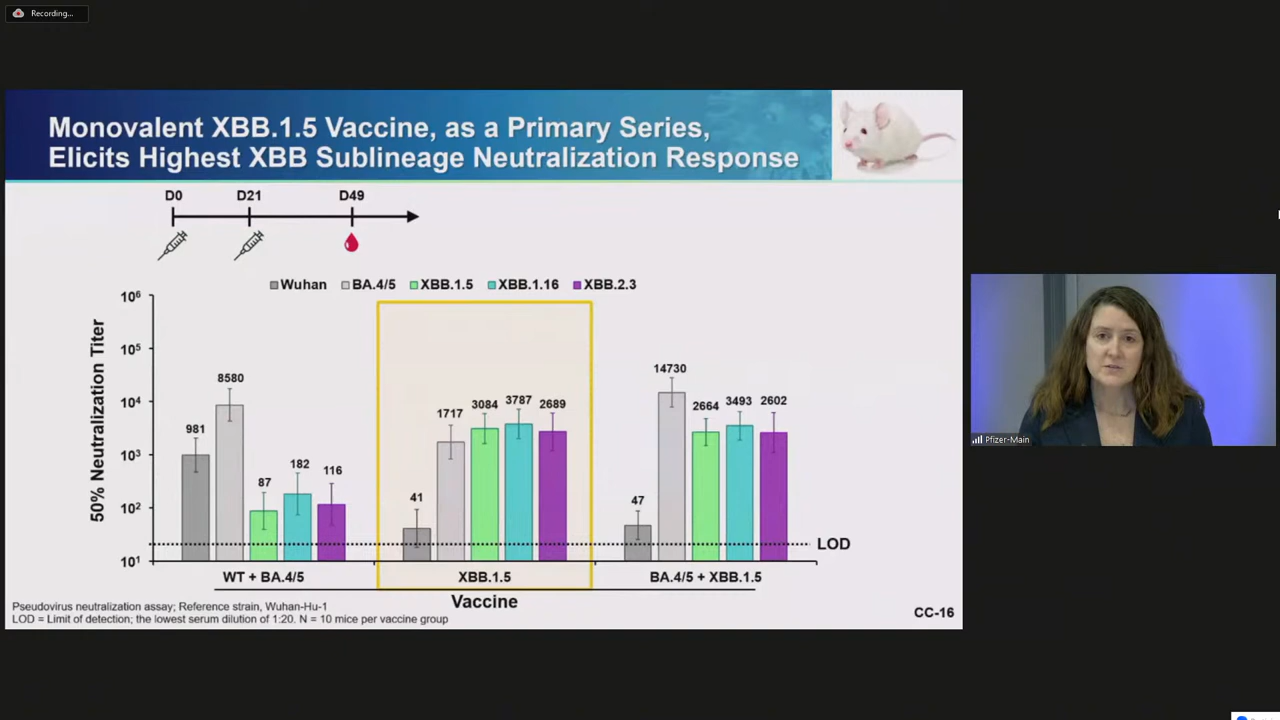 Recording...
Monovalent XBB.1.5 Vaccine, as a Primary Series,
Elicits Highest XBB Sublineage Neutralization Response
D0 D21 D49
Wuhan BA.4/5 XBB.1.5 XBB.1.16 XBB.2.3
50% Neutralization Titer
10⁶
10⁵
10⁴
10³
10²
10¹
981 8580 87 182 116
41 1717 3084 3787 2689
47 14730 2664 3493 2602
LOD
WT + BA.4/5 XBB.1.5 BA.4/5 + XBB.1.5
Vaccine
Pseudovirus neutralization assay; Reference strain, Wuhan-Hu-1
LOD = Limit of detection; the lowest serum dilution of 1:20. N = 10 mice per vaccine group
CC-16
Pfizer-Main